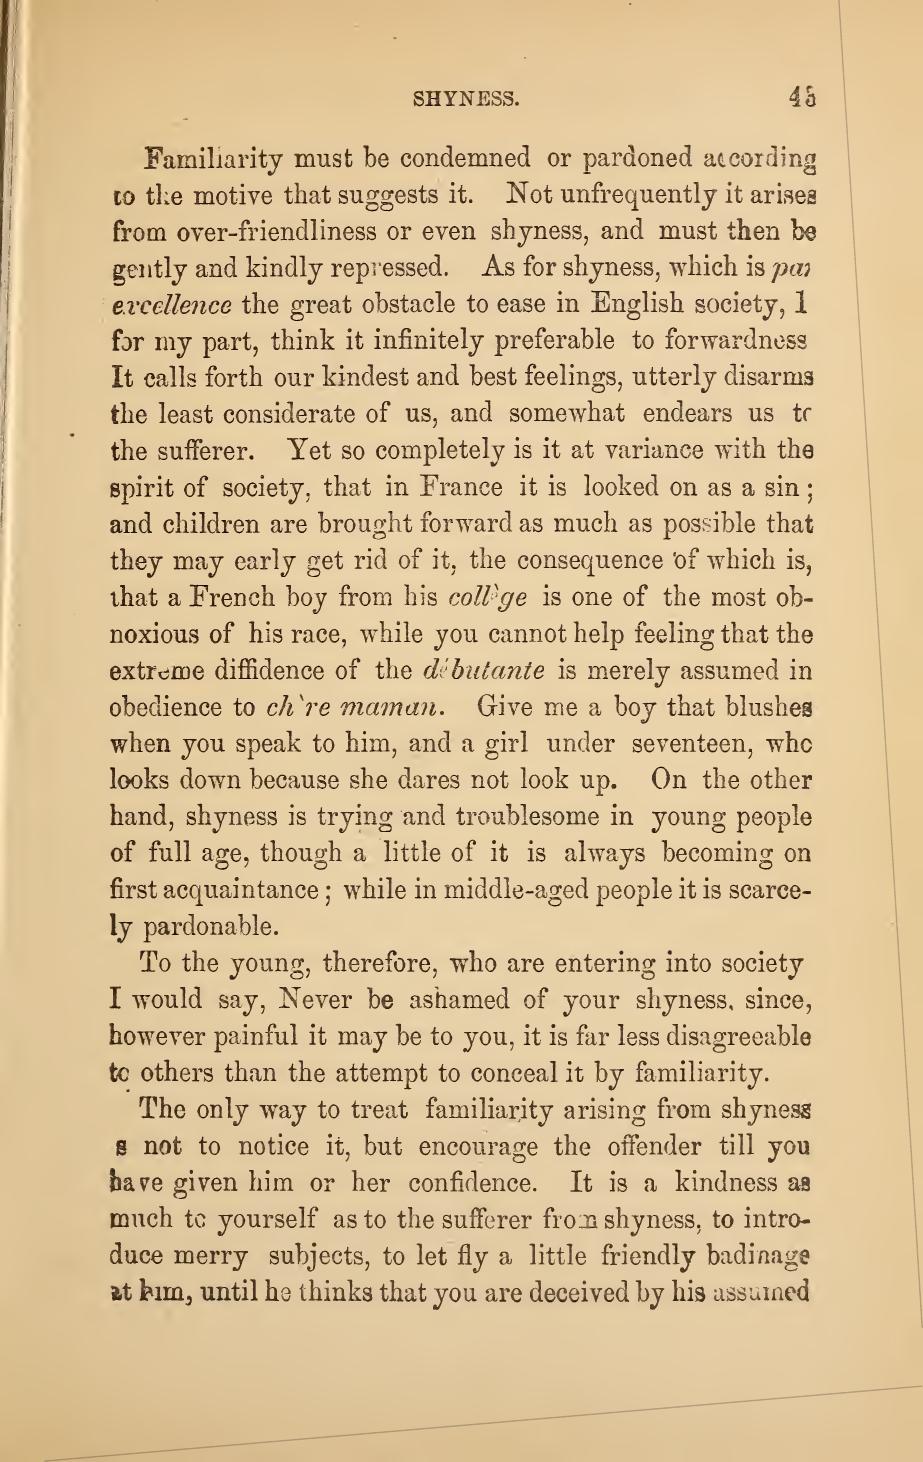 SHYNESS. 45
Familiarity must be condemned or pardoned according
to the motive that suggests it. Not unfrequently it arises
from over-friendliness or even shyness, and must then be
gently and kindly repressed. As for shyness, which is par
excellence the great obstacle to ease in English society, I
for my part, think it infinitely preferable to forwardness
It calls forth our kindest and best feelings, utterly disarms
the least considerate of us, and somewhat endears us to
the sufferer. Yet so completely is it at variance with the
spirit of society, that in France it is looked on as a sin;
and children are brought forward as much as possible that
they may early get rid of it, the consequence of which is,
that a French boy from his collège is one of the most ob-
noxious of his race, while you cannot help feeling that the
extreme diffidence of the débutante is merely assumed in
obedience to chère maman. Give me a boy that blushes
when you speak to him, and a girl under seventeen, who
looks down because she dares not look up. On the other
hand, shyness is trying and troublesome in young people
of full age, though a little of it is always becoming on
first acquaintance; while in middle-aged people it is scarce-
ly pardonable.
To the young, therefore, who are entering into society
I would say, Never be ashamed of your shyness, since,
however painful it may be to you, it is far less disagreeable
to others than the attempt to conceal it by familiarity.
The only way to treat familiarity arising from shyness
s not to notice it, but encourage the offender till you
have given him or her confidence. It is a kindness as
much to yourself as to the sufferer from shyness, to intro-
duce merry subjects, to let fly a little friendly badinage
at him, until he thinks that you are deceived by his assumed